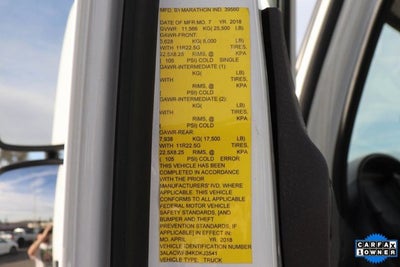 MFD. BY MARATHON IND. 39600
DATE OF MFR.MO. 7 YR. 2018
GVWR 11,566 KG( 25,500 LB)
GAWR-FRONT:
3,628 KG( 8,000 LB)
WITH 11R22.5G TIRES,
22.5X8.25 RIMS, @ KPA
( 105 PSI) COLD SINGLE
GAWR-INTERMEDIATE (1)
KG( LB)
WITH TIRES,
RIMS, @ KPA
( PSI) COLD
GAWR-INTERMEDIATE (2)
KG( LB)
WITH TIRES,
RIMS, @ KPA
( PSI) COLD
GAWR-REAR
7,938 KG( 17,500 LB)
WITH 11R22.5G TIRES,
22.5X8.25 RIMS, @ KPA
( 105 PSI) COLD ERROR
THIS VEHICLE HAS BEEN
COMPLETED IN ACCORDANCE
WITH THE PRIOR
MANUFACTURERS' IVD, WHERE
APPLICABLE. THIS VEHICLE
CONFORMS TO ALL APPLICABLE
FEDERAL MOTOR VEHICLE
SAFETY STANDARDS, [AND
BUMPER AND THEFT
PREVENTION STANDARDS, IF
APPLICABLE] IN EFFECT IN
MO. APRIL YR. 2018
VEHICLE IDENTIFICATION NUMBER
VEHICLE TYPE: TRUCK
CARFAX
1 OWNER